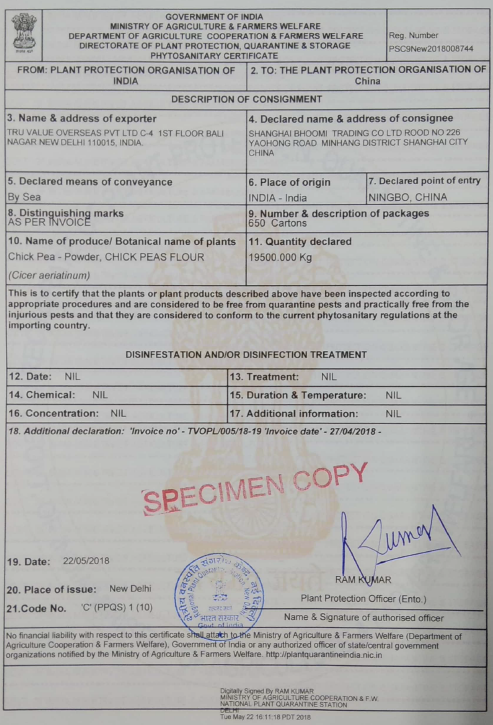 GOVERNMENT OF INDIA
MINISTRY OF AGRICULTURE & FARMERS WELFARE
DEPARTMENT OF AGRICULTURE COOPERATION & FARMERS WELFARE
DIRECTORATE OF PLANT PROTECTION, QUARANTINE & STORAGE
PHYTOSANITARY CERTIFICATE
Reg. Number
PSC9New2018008744
FROM: PLANT PROTECTION ORGANISATION OF
INDIA
2. TO: THE PLANT PROTECTION ORGANISATION OF
China
DESCRIPTION OF CONSIGNMENT
3. Name & address of exporter
TRU VALUE OVERSEAS PVT LTD C-4 1ST FLOOR BALI
NAGAR NEW DELHI 110015, INDIA.
4. Declared name & address of consignee
SHANGHAI BHOOMI TRADING CO LTD ROOD NO 226
YAOHONG ROAD MINHANG DISTRICT SHANGHAI CITY
CHINA
5. Declared means of conveyance
By Sea
6. Place of origin
INDIA - India
7. Declared point of entry
NINGBO, CHINA
8. Distinguishing marks
AS PER INVOICE
9. Number & description of packages
650 Cartons
10. Name of produce/ Botanical name of plants
Chick Pea - Powder, CHICK PEAS FLOUR
(Cicer aeriatinum)
11. Quantity declared
19500.000 Kg
This is to certify that the plants or plant products described above have been inspected according to
appropriate procedures and are considered to be free from quarantine pests and practically free from the
injurious pests and that they are considered to conform to the current phytosanitary regulations at the
importing country.
DISINFESTATION AND/OR DISINFECTION TREATMENT
12. Date: NIL
13. Treatment: NIL
14. Chemical: NIL
15. Duration & Temperature: NIL
16. Concentration: NIL
17. Additional information: NIL
18. Additional declaration: 'Invoice no' - TVOPL/005/18-19 'Invoice date' - 27/04/2018 -
SPECIMEN COPY
RKumar
19. Date: 22/05/2018
RAM KUMAR
20. Place of issue: New Delhi
Plant Protection Officer (Ento.)
21.Code No. 'C' (PPQS) 1 (10)
Name & Signature of authorised officer
भारत सरकार
Govt. of India
No financial liability with respect to this certificate shall attach to the Ministry of Agriculture & Farmers Welfare (Department of
Agriculture Cooperation & Farmers Welfare), Government of India or any authorized officer of state/central government
organizations notified by the Ministry of Agriculture & Farmers Welfare. http://plantquarantineindia.nic.in
Digitally Signed by RAM KUMAR
MINISTRY OF AGRICULTURE COOPERATION & F.W.
NATIONAL PLANT QUARANTINE STATION
DELHI
Tue May 22 16:11:18 PDT 2018